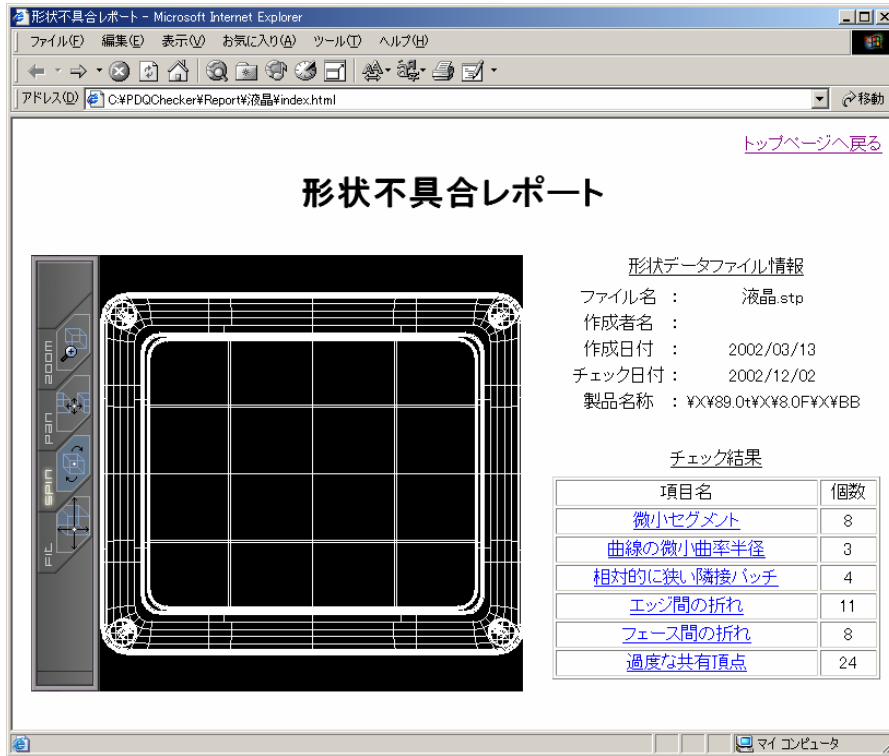 形状不具合レポート - Microsoft Internet Explorer
ファイル(F) 編集(E) 表示(V) お気に入り(A) ツール(T) ヘルプ(H)
アドレス(D) C:¥PDQChecker¥Report¥液晶¥index.html 移動
トップページへ戻る
形状不具合レポート
zoom
pan
spin
fit
形状データファイル情報
ファイル名 : 液晶.stp
作成者名 :
作成日付 : 2002/03/13
チェック日付 : 2002/12/02
製品名称 : ¥X¥89.0t¥X¥8.0F¥X¥BB
チェック結果
項目名 個数
微小セグメント 8
曲線の微小曲率半径 3
相対的に狭い隣接パッチ 4
エッジ間の折れ 11
フェース間の折れ 8
過度な共有頂点 24
マイ コンピュータ